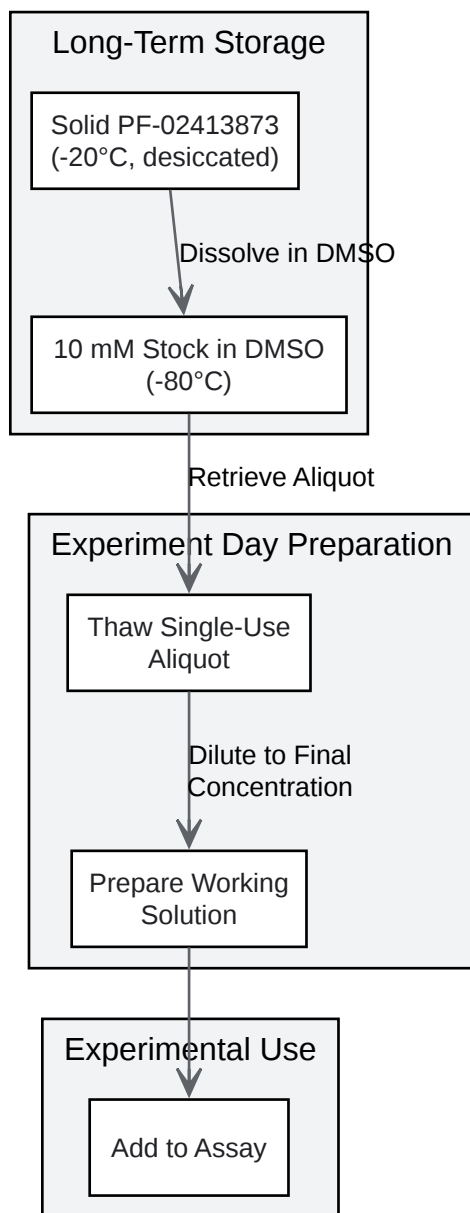 Long-Term Storage
Solid PF-02413873
(-20°C, desiccated)
Dissolve in DMSO
10 mM Stock in DMSO
(-80°C)
Retrieve Aliquot
Experiment Day Preparation
Thaw Single-Use
Aliquot
Dilute to Final
Concentration
Prepare Working
Solution
Experimental Use
Add to Assay